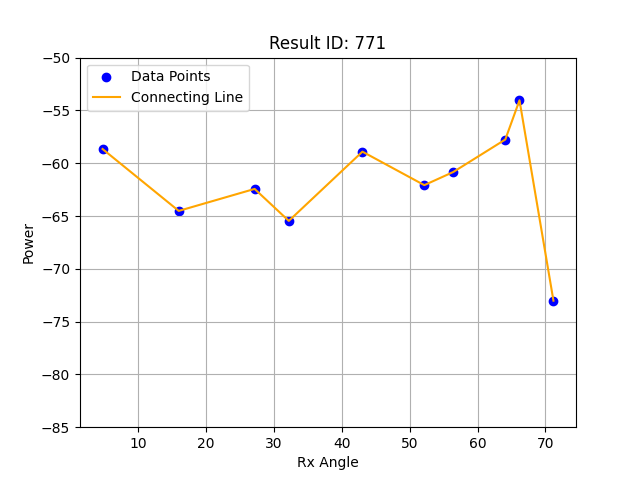 Result ID: 771
Data Points
Connecting Line
−50
−55
−60
−65
−70
−75
−80
−85
Power
10 20 30 40 50 60 70
Rx Angle